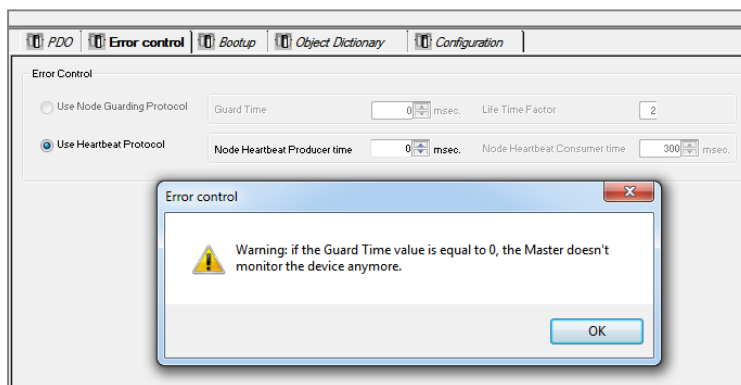 PDO Error control Bootup Object Dictionary Configuration
Error Control
Use Node Guarding Protocol Guard Time 0 msec. Life Time Factor 2
Use Heartbeat Protocol Node Heartbeat Producer time 0 msec. Node Heartbeat Consumer time 300 msec.
Error control
Warning: if the Guard Time value is equal to 0, the Master doesn't
monitor the device anymore.
OK